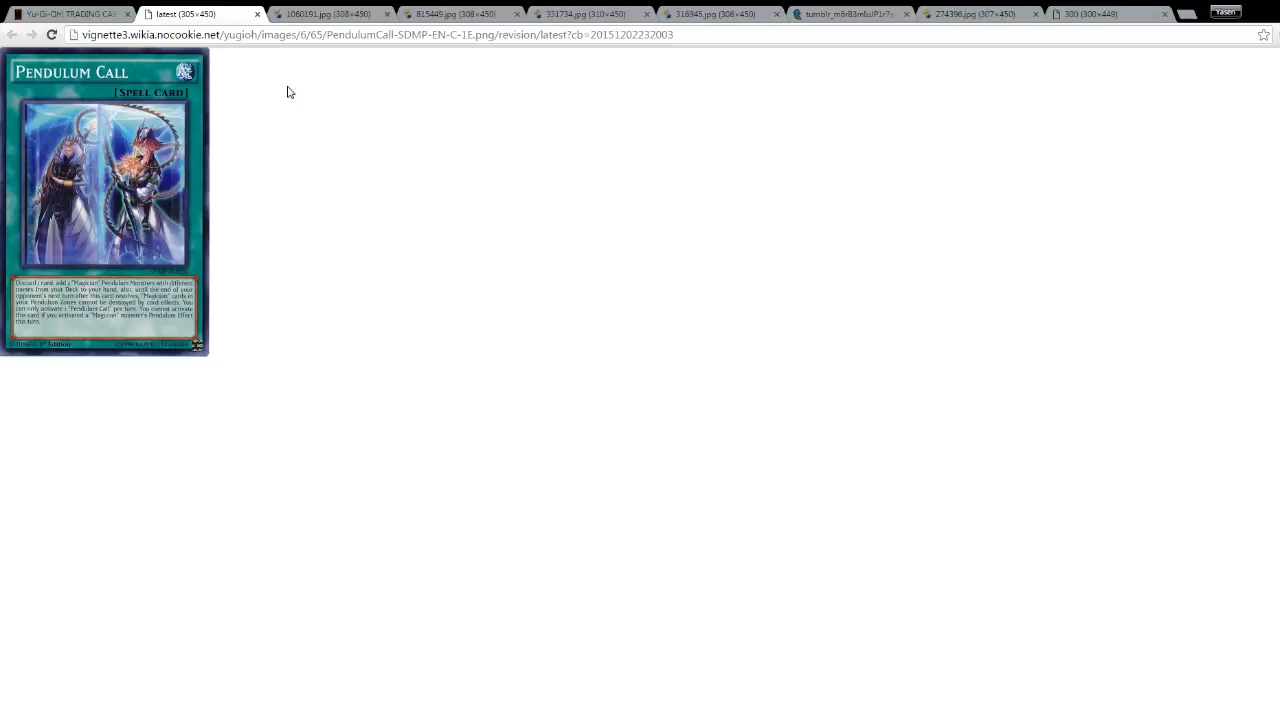 Yu-Gi-Oh! TRADING CAR
latest (305×450)
1060191.jpg (308×450)
815449.jpg (308×450)
331734.jpg (310×450)
316945.jpg (308×450)
274396.jpg (307×450)
300 (300×449)
Yasen
vignette3.wikia.nocookie.net/yugioh/images/6/65/PendulumCall-SDMP-EN-C-1E.png/revision/latest?cb=20151202232003
Pendulum Call
[Spell Card]
Discard 1 card, add 2 "Magician" Pendulum Monsters with different
names from your Deck to your hand, also, until the end of your
opponent's next turn after this card resolves, "Magician" cards in
your Pendulum Zones cannot be destroyed by card effects. You
can only activate 1 "Pendulum Call" per turn. You cannot activate
this card if you activated a "Magician" monster's Pendulum Effect
this turn.
1st Edition